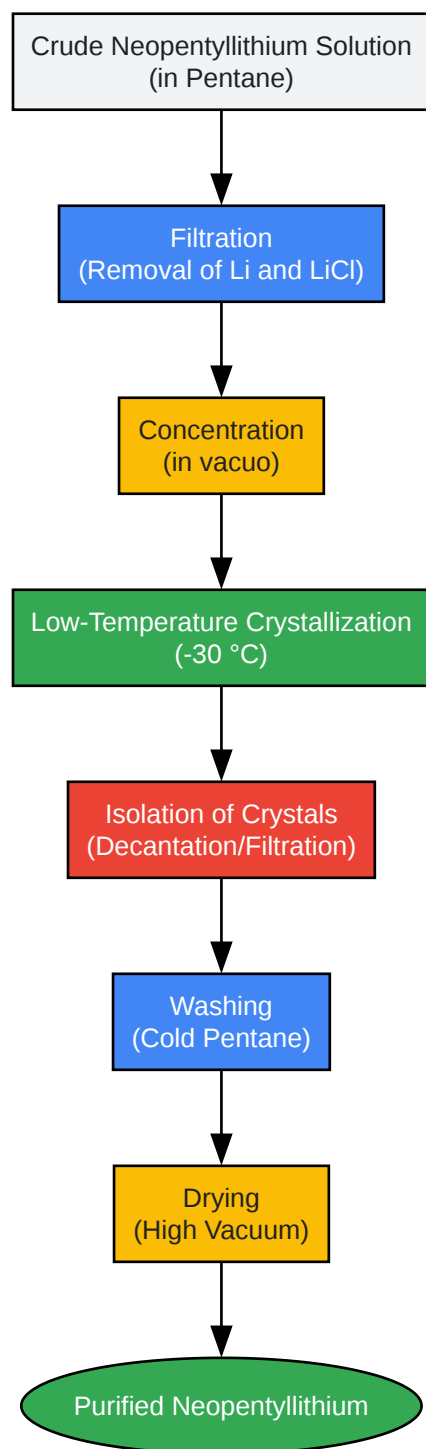 Crude Neopentyllithium Solution
(in Pentane)
Filtration
(Removal of Li and LiCl)
Concentration
(in vacuo)
Low-Temperature Crystallization
(-30 °C)
Isolation of Crystals
(Decantation/Filtration)
Washing
(Cold Pentane)
Drying
(High Vacuum)
Purified Neopentyllithium